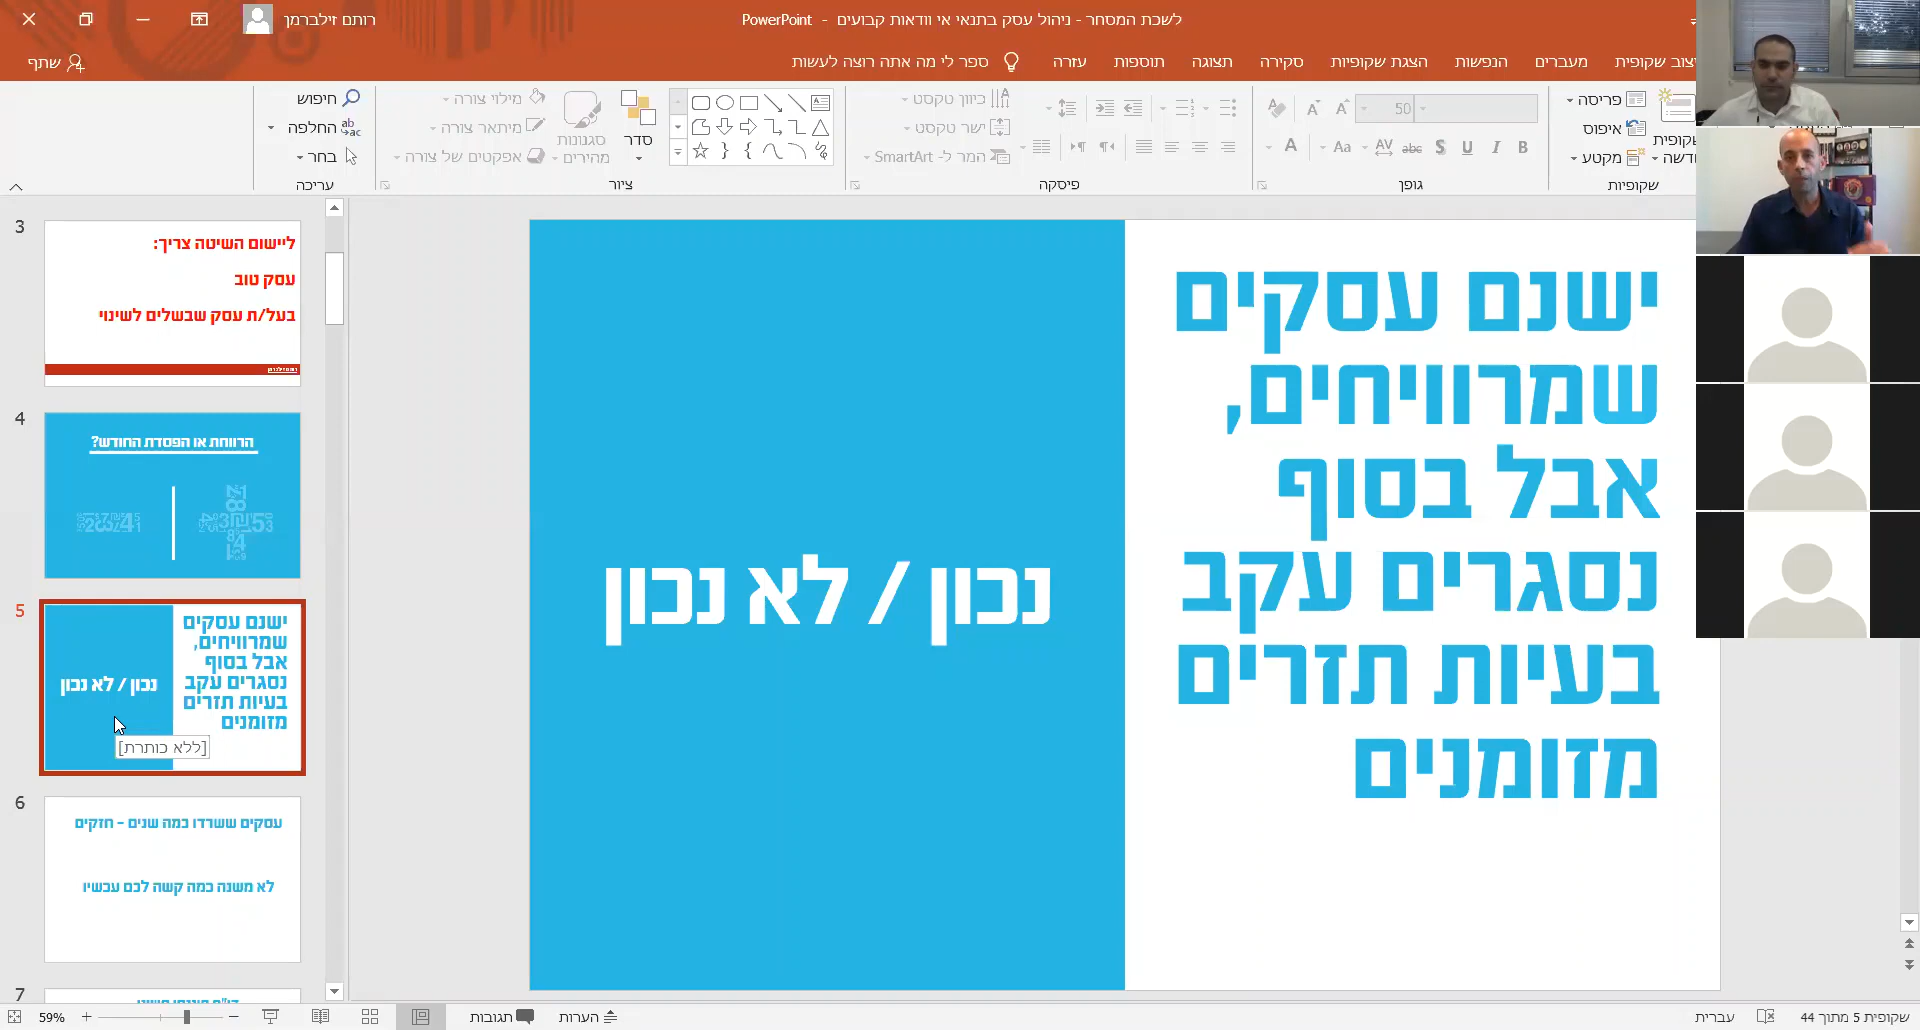 לשכת המסחר - ניהול עסק בתנאי אי וודאות קבועים - PowerPoint
רותם זילברמן
יצוב שקופית
מעברים
הנפשות
הצגת שקופיות
סקירה
תצוגה
תוספות
עזרה
ספר לי מה אתה רוצה לעשות
שתף
פריסה
איפוס
מקטע
שקופיות
50
B
I
U
S
abc
AV
Aa
A
גופן
כיוון טקסט
ישר טקסט
המר ל- SmartArt
פיסקה
סדר
סגנונות
מהירים
מילוי צורה
מיתאר צורה
אפקטים של צורה
ציור
חיפוש
החלפה
בחר
עריכה
ישנם עסקים
שמרוויחים,
אבל בסוף
נסגרים עקב
בעיות תזרים
מזומנים
נכון / לא נכון
3
ליישום השיטה צריך:
עסק טוב
בעל/ת עסק שבשלים לשינוי
4
הרווחת או הפסדת החודש?
5
ישנם עסקים
שמרוויחים,
אבל בסוף
נסגרים עקב
בעיות תזרים
מזומנים
נכון / לא נכון
[ללא כותרת]
6
עסקים ששרדו כמה שנים - חזקים
לא משנה כמה קשה לכם עכשיו
7
שקופית 5 מתוך 44
עברית
הערות
תגובות
59%